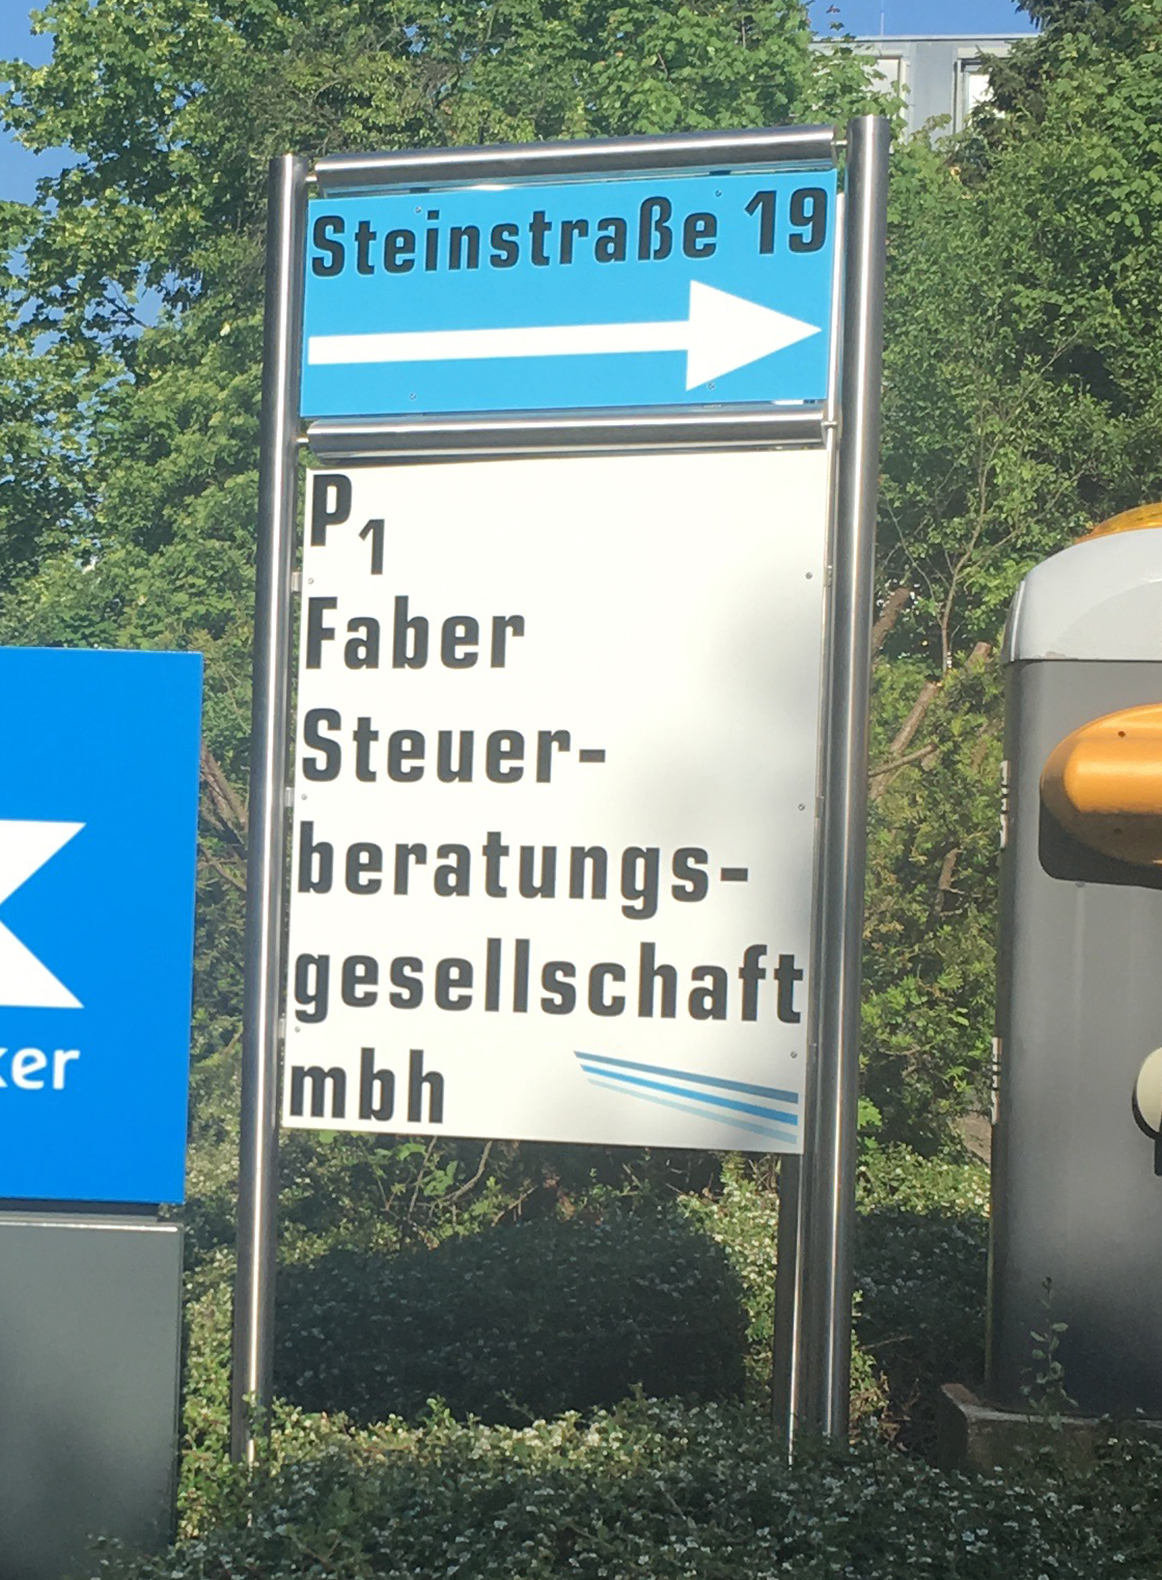 Steinstraße 19
P1
Faber
Steuer-
beratungs-
gesellschaft
mbh
ker